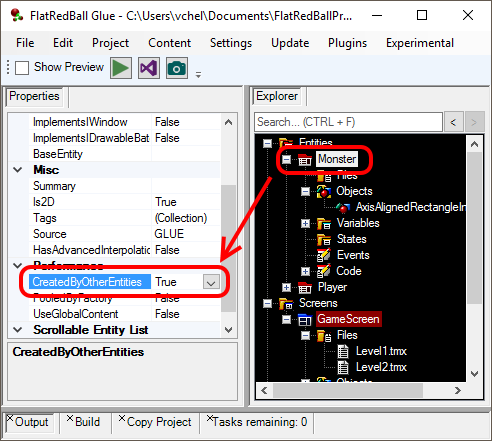 FlatRedBall Glue - C:\Users\vchel\Documents\FlatRedBallPr...
File Project Content Settings Update Plugins Experimental
Show Preview
Properties
ImplementsIWindow False
ImplementsIDrawableBat False
BaseEntity
Misc
Summary
Is2D True
Tags (Collection)
Source GLUE
HasAdvancedInterpolatio False
Performance
CreatedByOtherEntities True
PooledByFactory False
UseGlobalContent False
Scrollable Entity List
CreatedByOtherEntities
Explorer
Search... (CTRL + F) < >
Entities
Monster
Files
Objects
AxisAlignedRectangleIn
Variables
States
Events
Code
Player
Screens
GameScreen
Files
Level1.tmx
Level2.tmx
Objects
Output Build Copy Project Tasks remaining: 0